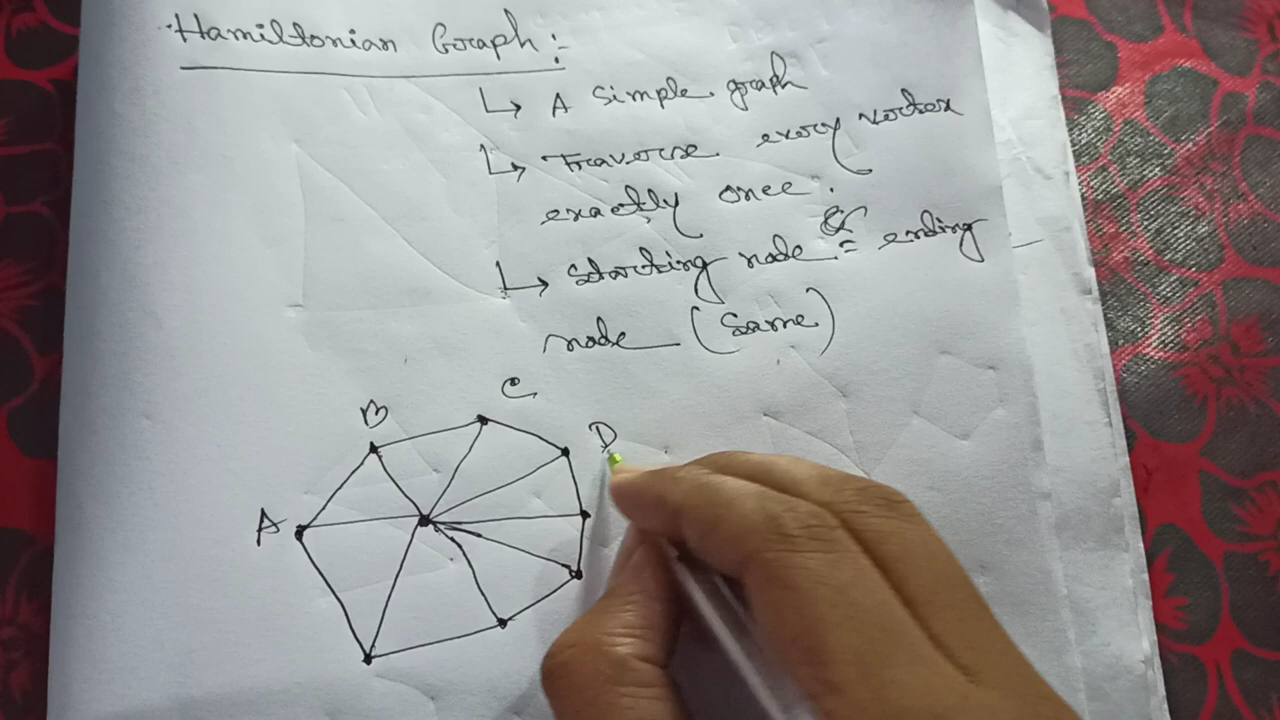 Hamiltonian Graph:-
↳ A simple graph
↳ Traverse every vertex
exactly once.
↳ Starting node & = ending
node (Same)
C
B
D
A